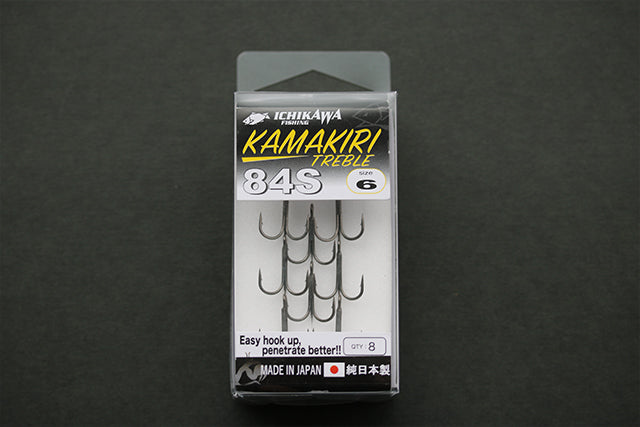 ICHIKAWA
FISHING
KAMAKIRI
TREBLE
84S
size
6
Easy hook up,
penetrate better!!
QTY: 8
MADE IN JAPAN 純日本製